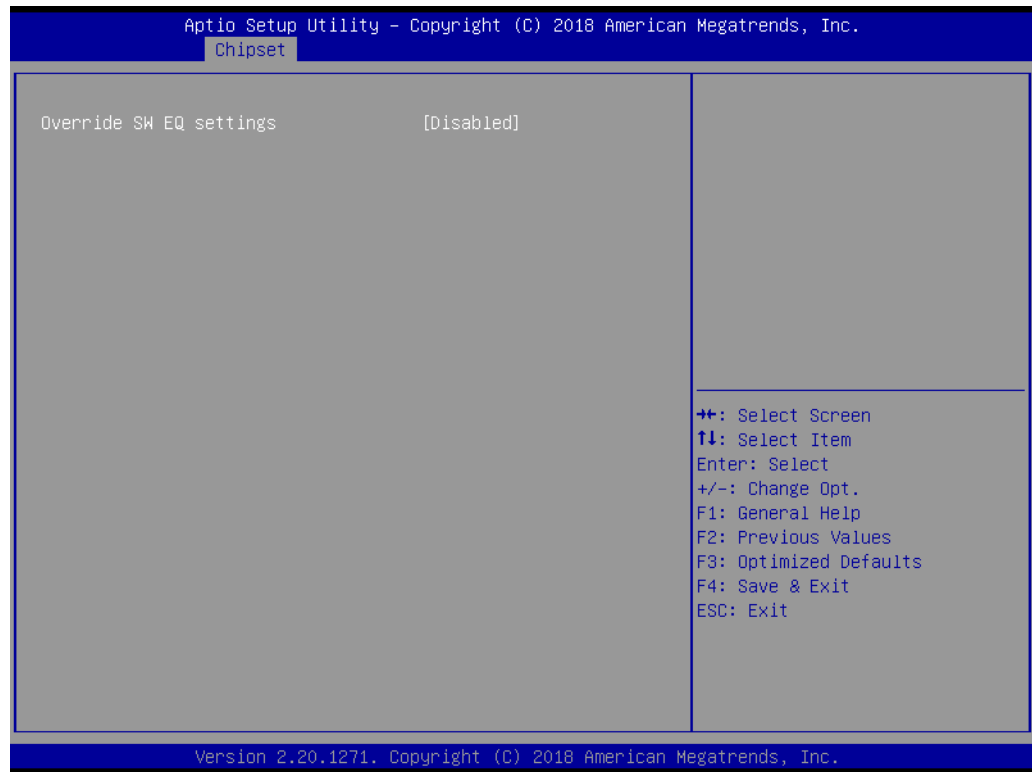 Aptio Setup Utility – Copyright (C) 2018 American Megatrends, Inc.
Chipset
Override SW EQ settings [Disabled]
→←: Select Screen
↑↓: Select Item
Enter: Select
+/-: Change Opt.
F1: General Help
F2: Previous Values
F3: Optimized Defaults
F4: Save & Exit
ESC: Exit
Version 2.20.1271. Copyright (C) 2018 American Megatrends, Inc.